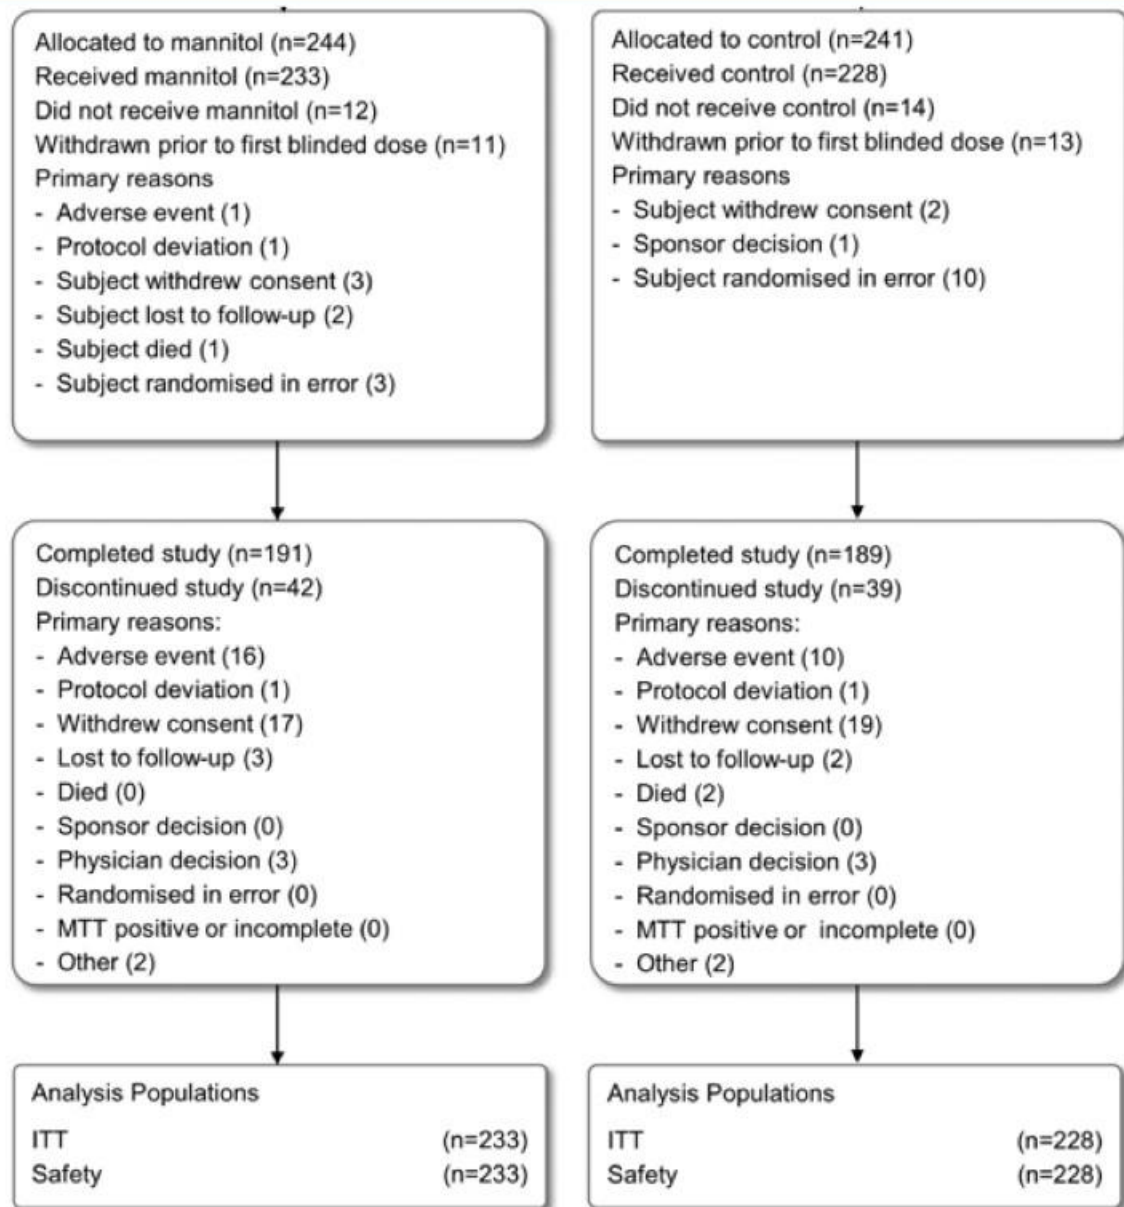 Allocated to mannitol (n=244)
Received mannitol (n=233)
Did not receive mannitol (n=12)
Withdrawn prior to first blinded dose (n=11)
Primary reasons
- Adverse event (1)
- Protocol deviation (1)
- Subject withdrew consent (3)
- Subject lost to follow-up (2)
- Subject died (1)
- Subject randomised in error (3)
Allocated to control (n=241)
Received control (n=228)
Did not receive control (n=14)
Withdrawn prior to first blinded dose (n=13)
Primary reasons
- Subject withdrew consent (2)
- Sponsor decision (1)
- Subject randomised in error (10)
Completed study (n=191)
Discontinued study (n=42)
Primary reasons:
- Adverse event (16)
- Protocol deviation (1)
- Withdrew consent (17)
- Lost to follow-up (3)
- Died (0)
- Sponsor decision (0)
- Physician decision (3)
- Randomised in error (0)
- MTT positive or incomplete (0)
- Other (2)
Completed study (n=189)
Discontinued study (n=39)
Primary reasons:
- Adverse event (10)
- Protocol deviation (1)
- Withdrew consent (19)
- Lost to follow-up (2)
- Died (2)
- Sponsor decision (0)
- Physician decision (3)
- Randomised in error (0)
- MTT positive or incomplete (0)
- Other (2)
Analysis Populations
ITT (n=233)
Safety (n=233)
Analysis Populations
ITT (n=228)
Safety (n=228)